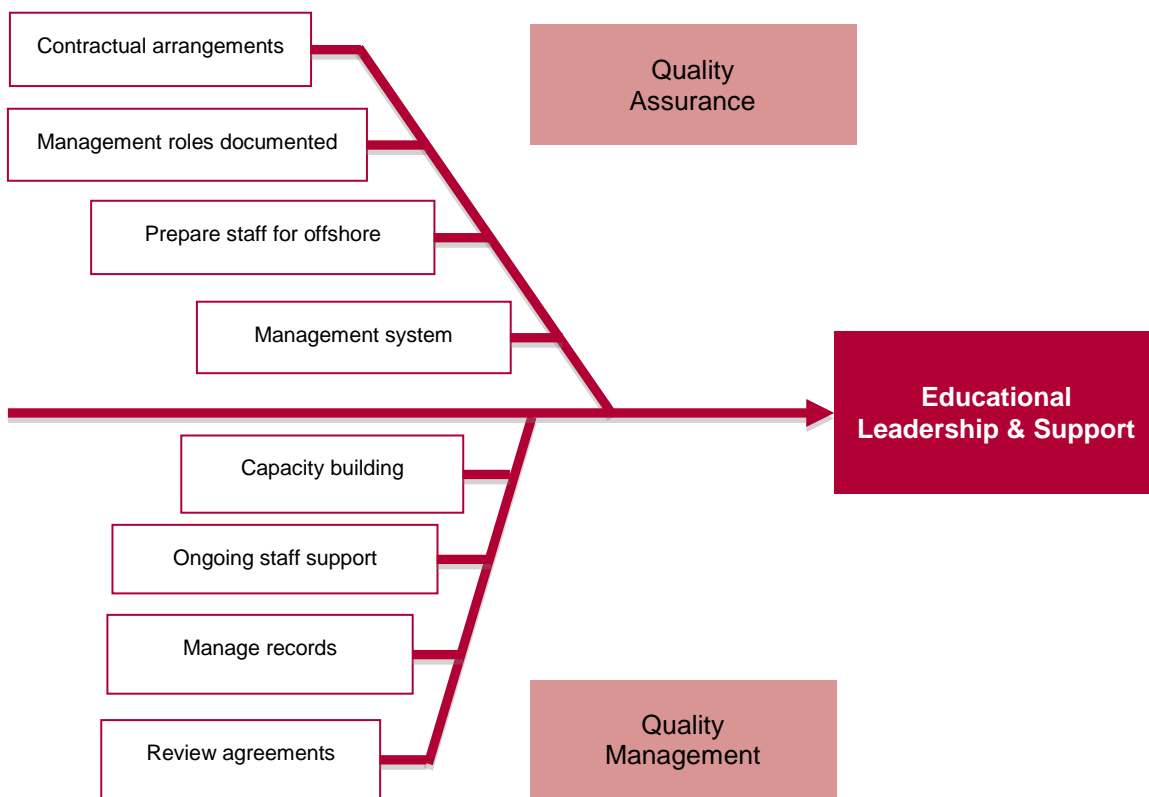 Contractual arrangements
Quality
Assurance
Management roles documented
Prepare staff for offshore
Management system
Educational
Leadership & Support
Capacity building
Ongoing staff support
Manage records
Review agreements
Quality
Management